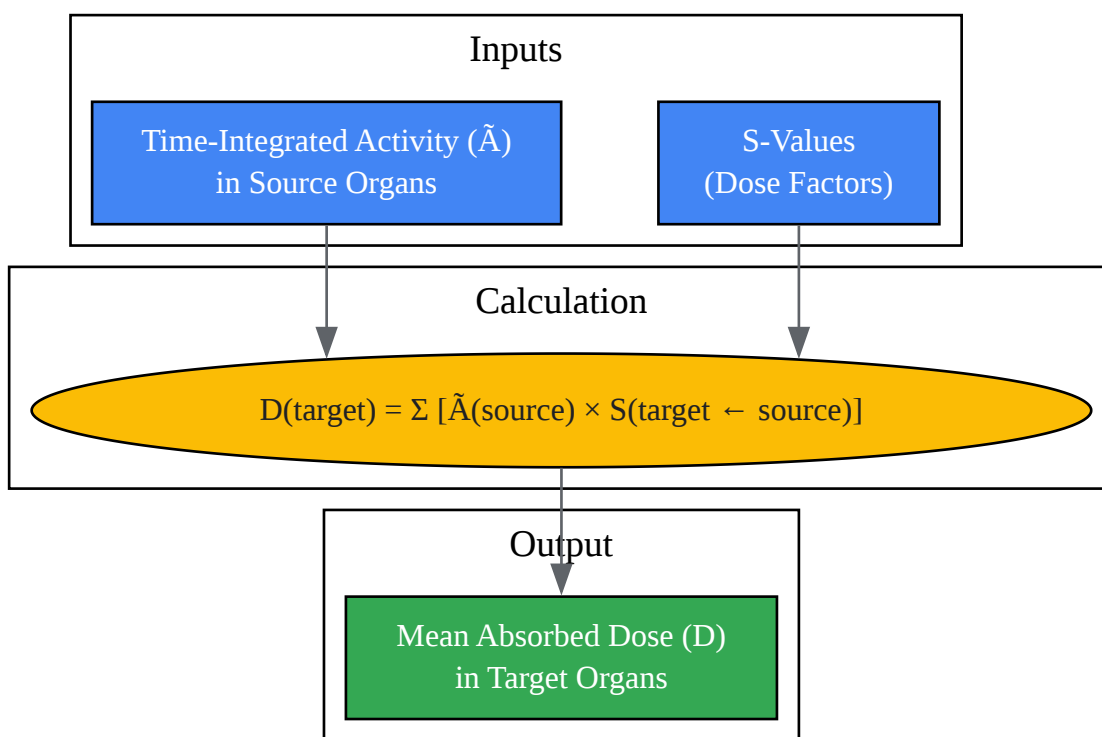 Inputs
Time-Integrated Activity (Ã)
in Source Organs
S-Values
(Dose Factors)
Calculation
D(target) = Σ [Ã(source) × S(target ← source)]
Output
Mean Absorbed Dose (D)
in Target Organs